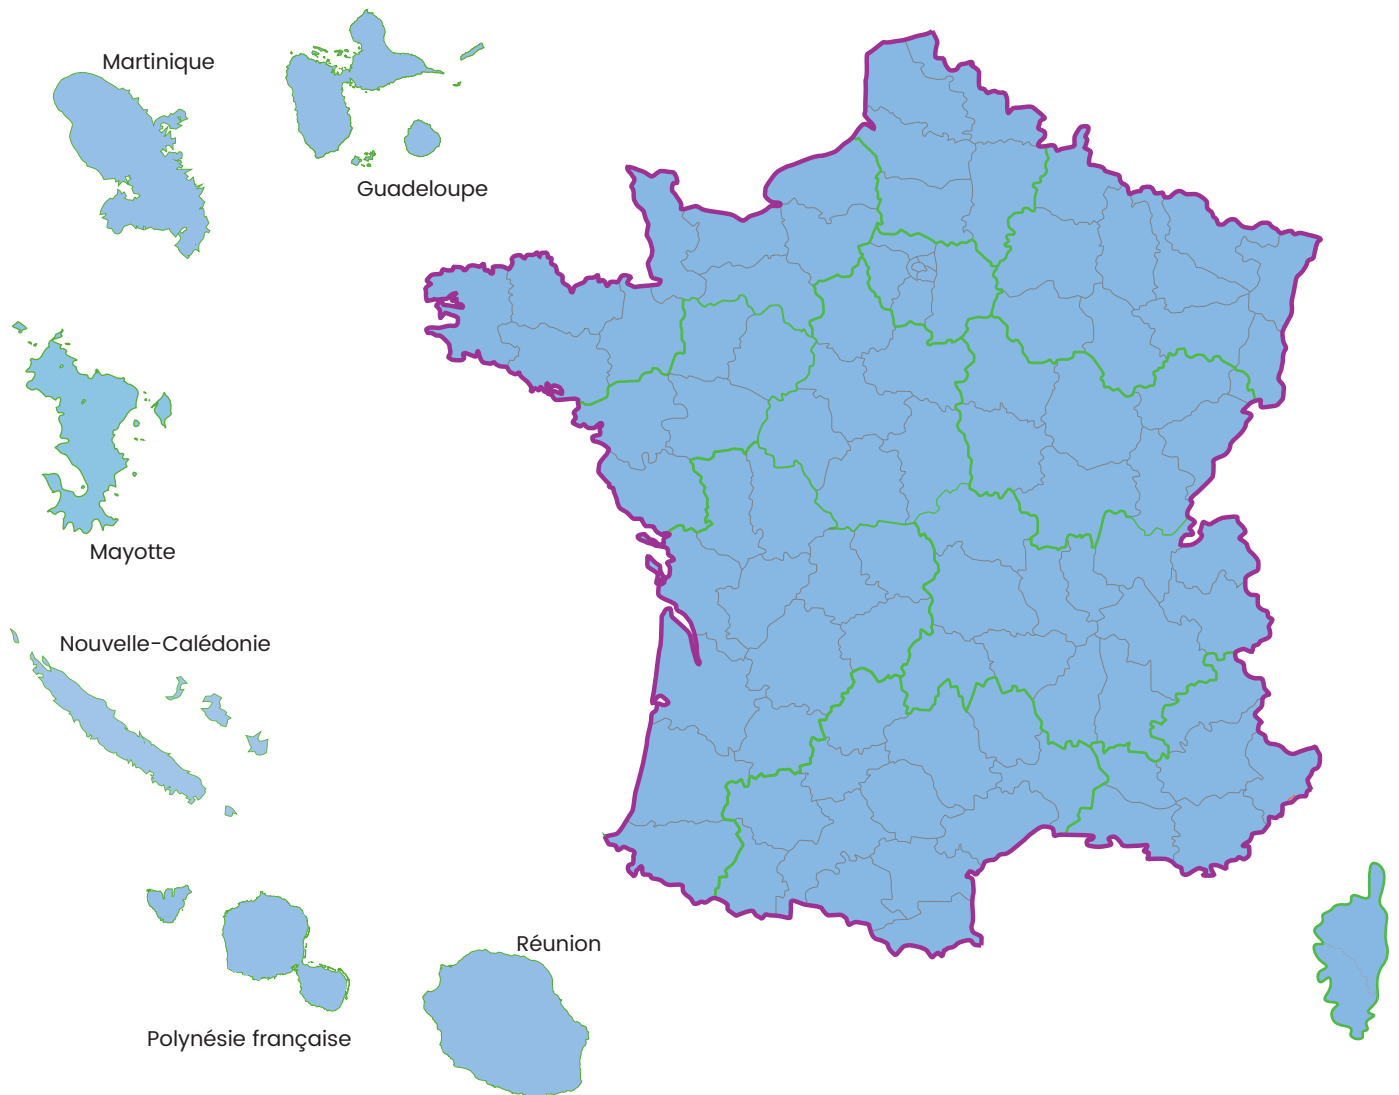 Martinique
Guadeloupe
Mayotte
Nouvelle-Calédonie
Réunion
Polynésie française